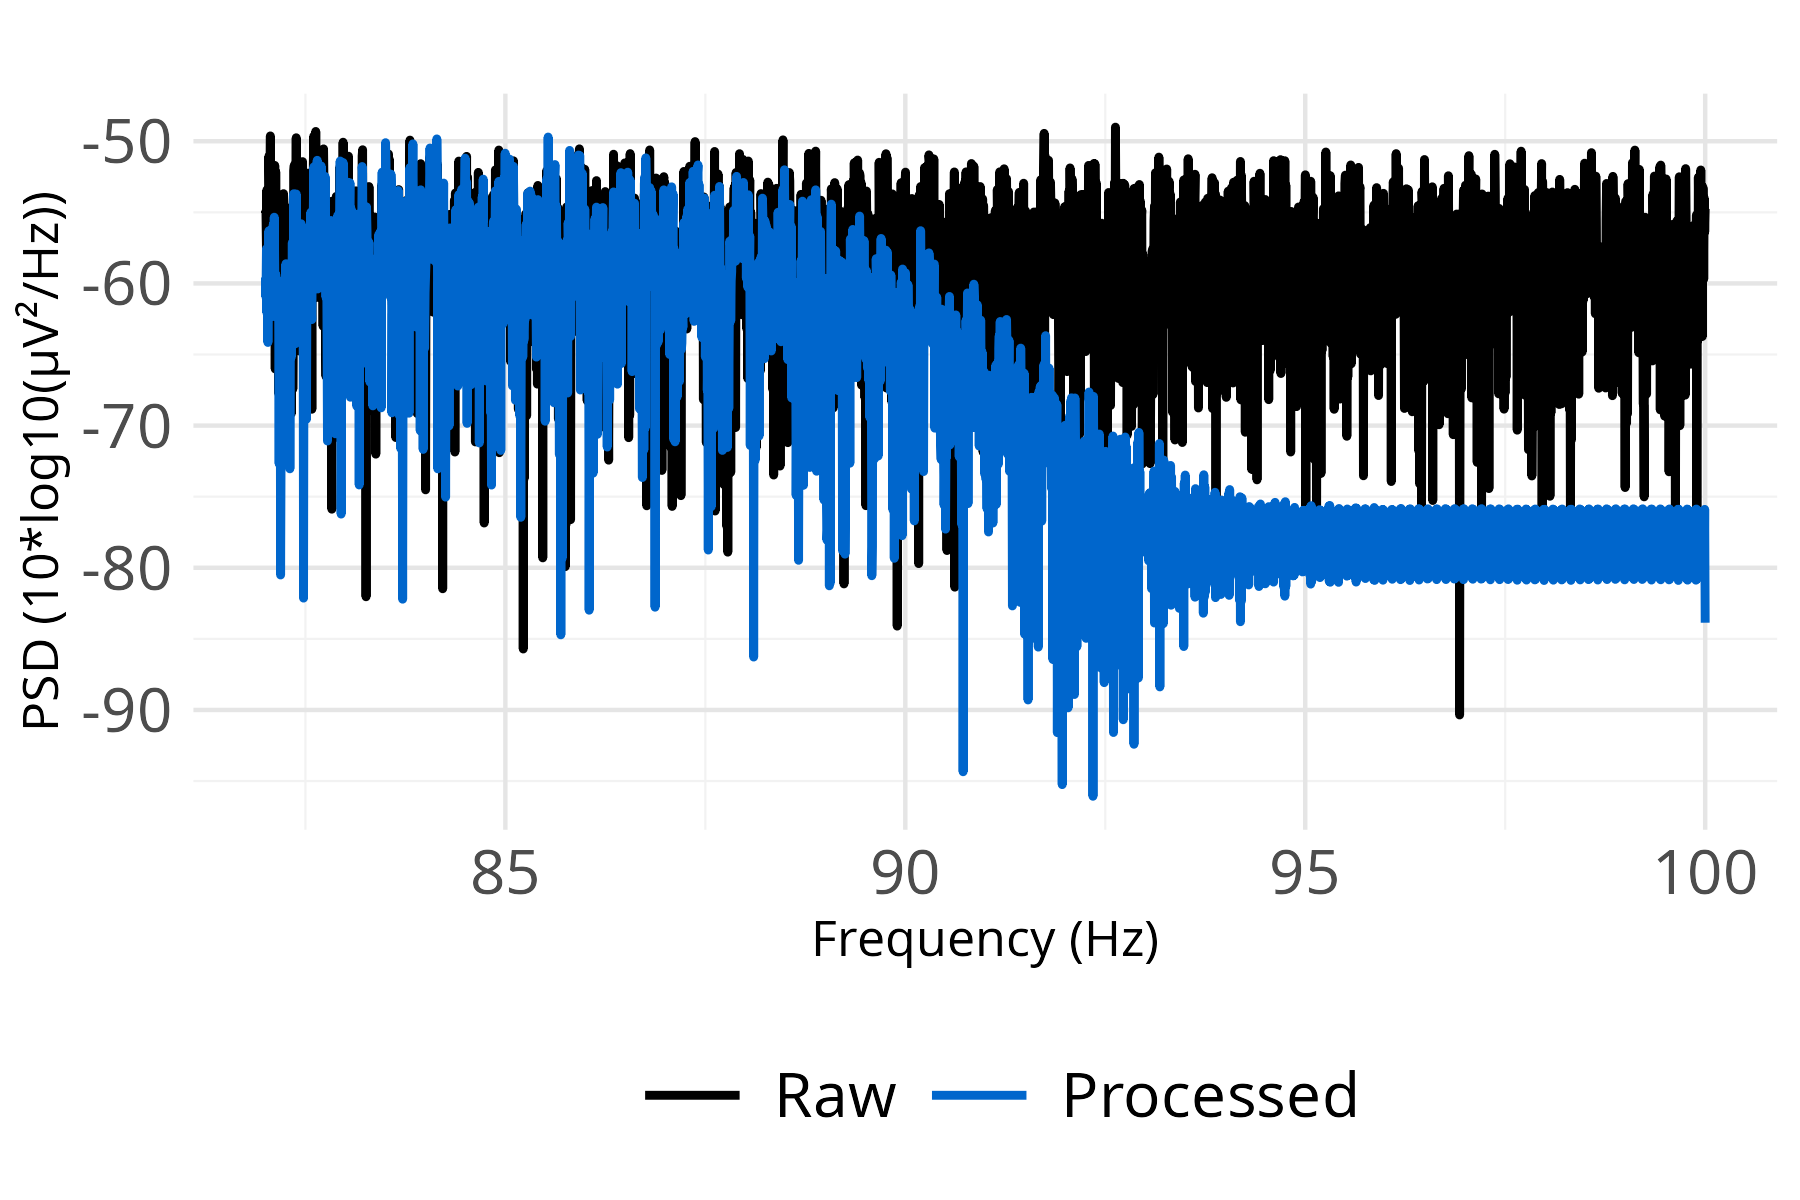 PSD (10*log10(µV²/Hz))
-50
-60
-70
-80
-90
85 90 95 100
Frequency (Hz)
Raw Processed